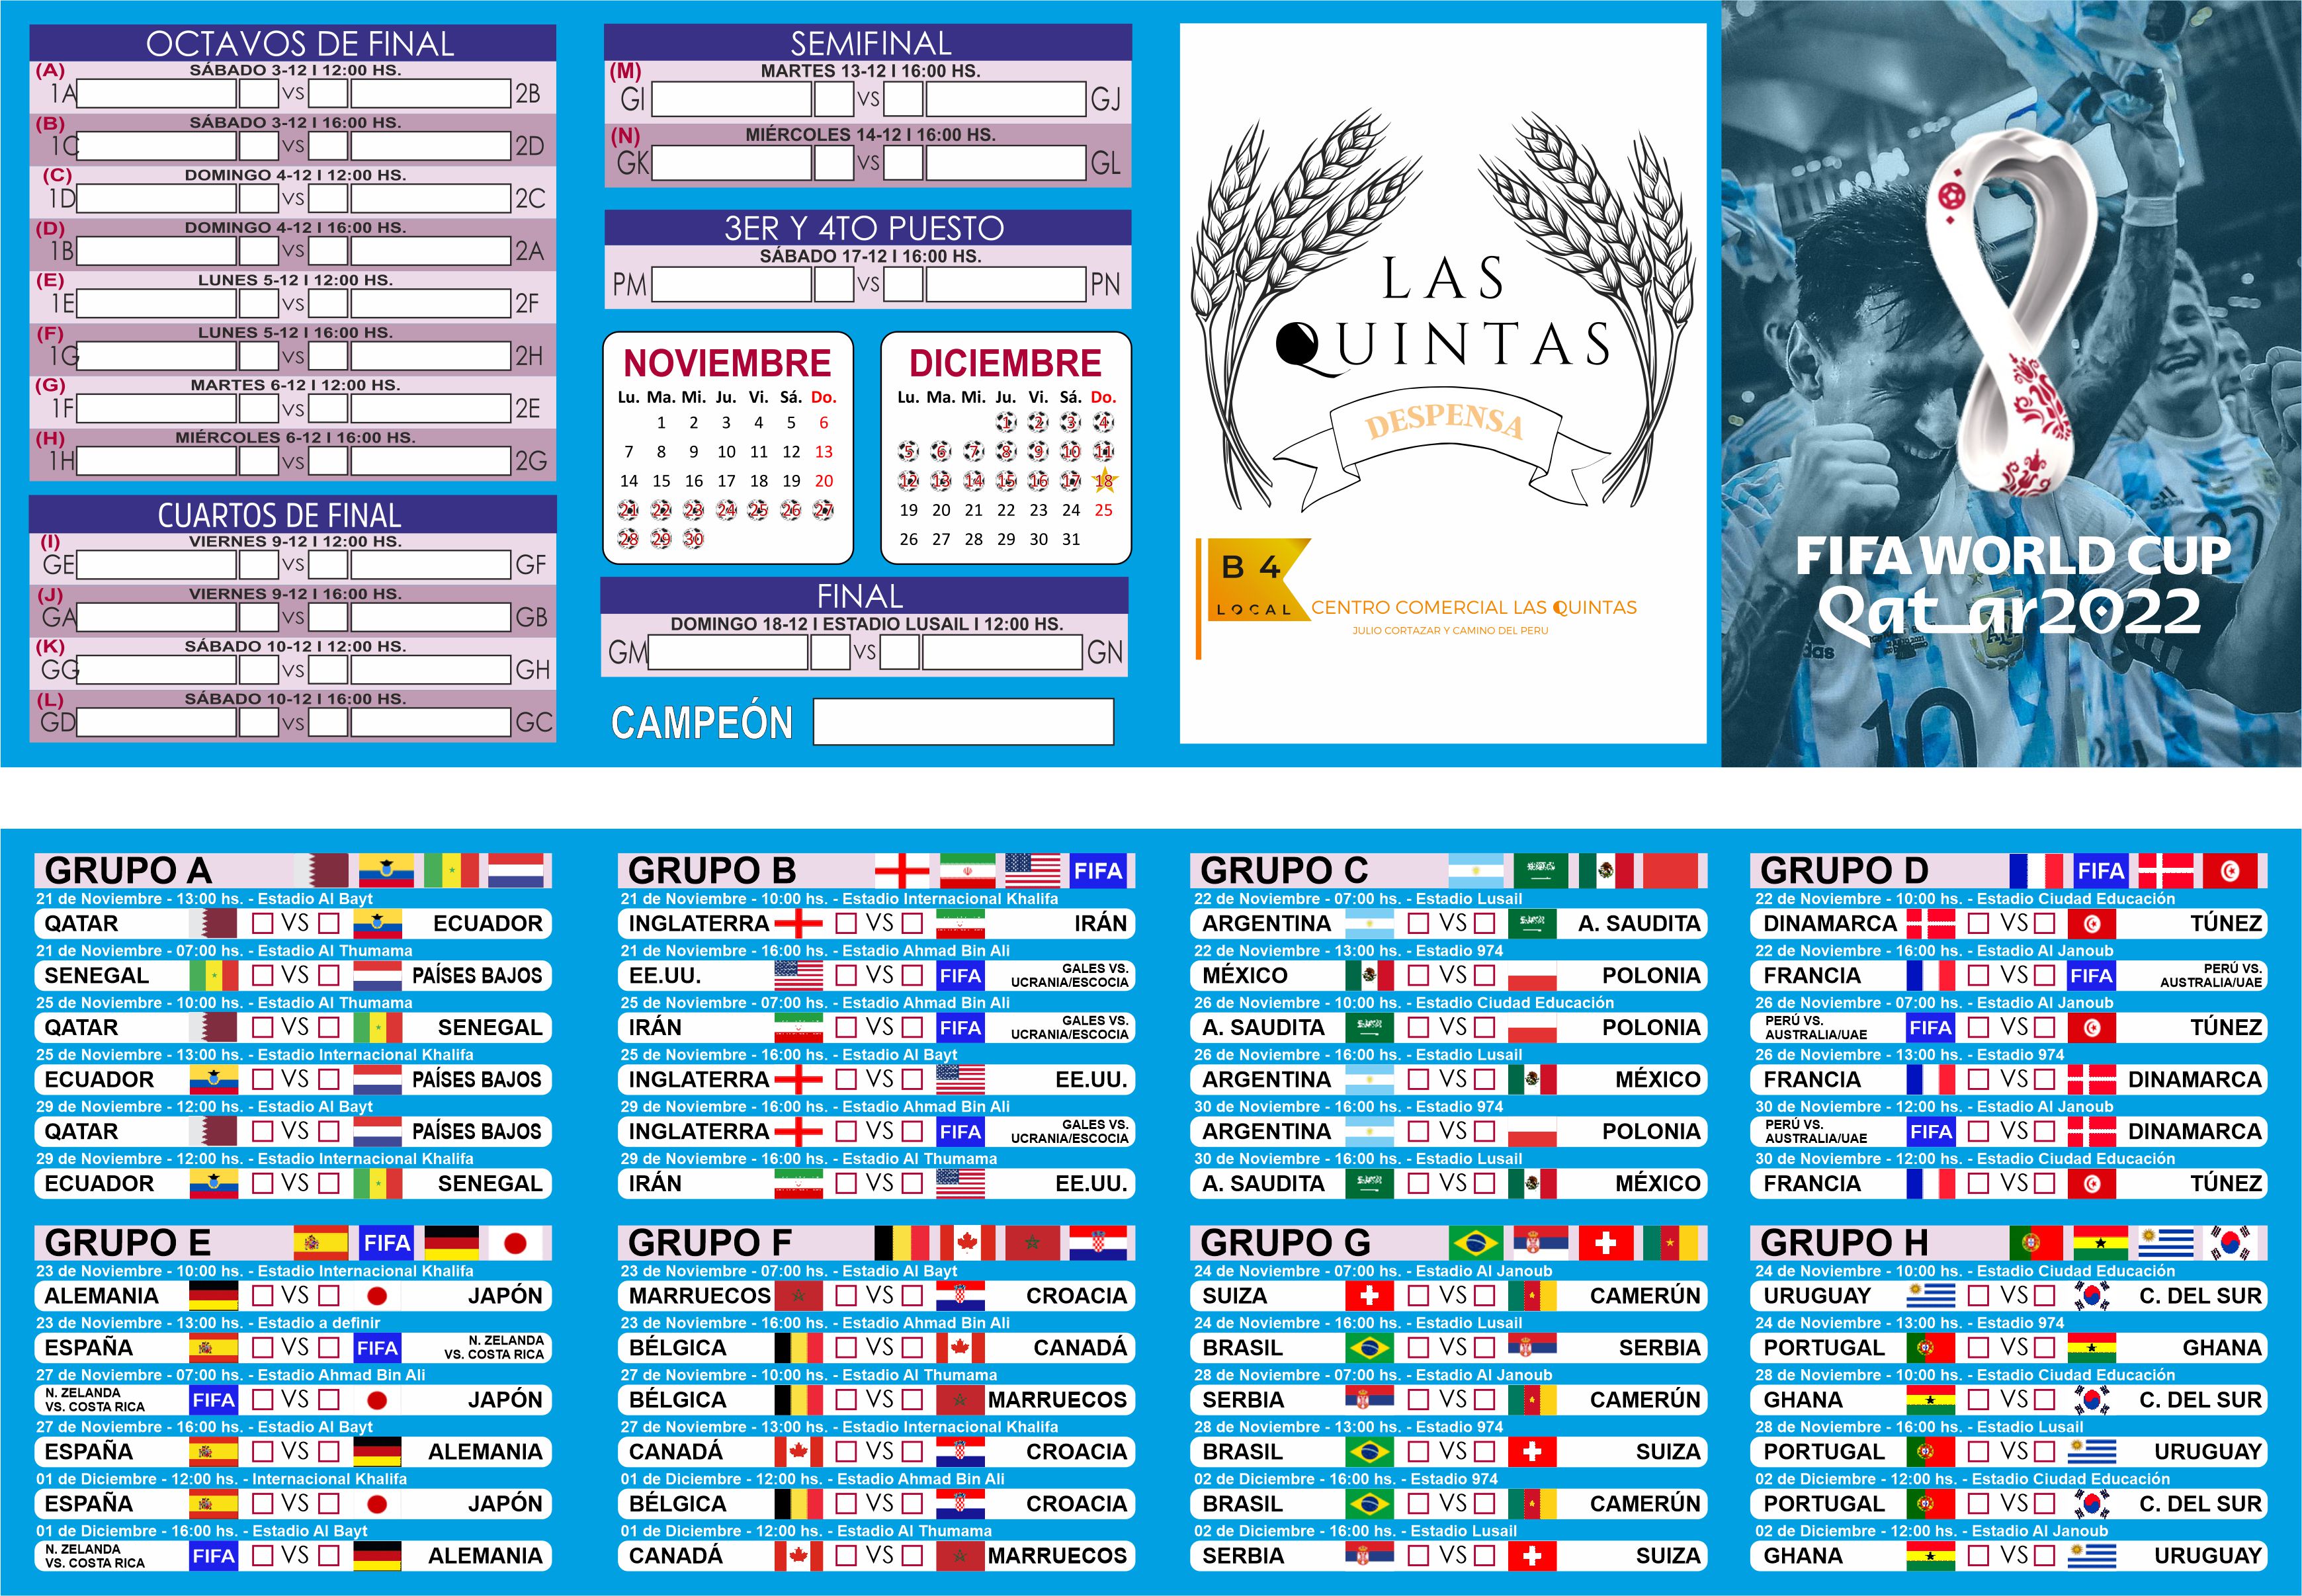 OCTAVOS DE FINAL
(A) SÁBADO 3-12 I 12:00 HS.
1A VS 2B
(B) SÁBADO 3-12 I 16:00 HS.
1C VS 2D
(C) DOMINGO 4-12 I 12:00 HS.
1D VS 2C
(D) DOMINGO 4-12 I 16:00 HS.
1B VS 2A
(E) LUNES 5-12 I 12:00 HS.
1E VS 2F
(F) LUNES 5-12 I 16:00 HS.
1G VS 2H
(G) MARTES 6-12 I 12:00 HS.
1F VS 2E
(H) MIÉRCOLES 6-12 I 16:00 HS.
1H VS 2G
CUARTOS DE FINAL
(I) VIERNES 9-12 I 12:00 HS.
GE VS GF
(J) VIERNES 9-12 I 16:00 HS.
GA VS GB
(K) SÁBADO 10-12 I 12:00 HS.
GG VS GH
(L) SÁBADO 10-12 I 16:00 HS.
GD VS GC
SEMIFINAL
(M) MARTES 13-12 I 16:00 HS.
GI VS GJ
(N) MIÉRCOLES 14-12 I 16:00 HS.
GK VS GL
3ER Y 4TO PUESTO
SÁBADO 17-12 I 16:00 HS.
PM VS PN
NOVIEMBRE
Lu. Ma. Mi. Ju. Vi. Sá. Do.
1 2 3 4 5 6
7 8 9 10 11 12 13
14 15 16 17 18 19 20
21 22 23 24 25 26 27
28 29 30
DICIEMBRE
Lu. Ma. Mi. Ju. Vi. Sá. Do.
1 2 3 4
5 6 7 8 9 10 11
12 13 14 15 16 17 18
19 20 21 22 23 24 25
26 27 28 29 30 31
FINAL
DOMINGO 18-12 I ESTADIO LUSAIL I 12:00 HS.
GM VS GN
CAMPEÓN
LAS
QUINTAS
DESPENSA
B 4
LOCAL
CENTRO COMERCIAL LAS QUINTAS
JULIO CORTAZAR Y CAMINO DEL PERU
FIFA WORLD CUP
Qatar2022
10
27
adas
AFA
GRUPO A
21 de Noviembre - 13:00 hs. - Estadio Al Bayt
QATAR VS ECUADOR
21 de Noviembre - 07:00 hs. - Estadio Al Thumama
SENEGAL VS PAÍSES BAJOS
25 de Noviembre - 10:00 hs. - Estadio Al Thumama
QATAR VS SENEGAL
25 de Noviembre - 13:00 hs. - Estadio Internacional Khalifa
ECUADOR VS PAÍSES BAJOS
29 de Noviembre - 12:00 hs. - Estadio Al Bayt
QATAR VS PAÍSES BAJOS
29 de Noviembre - 12:00 hs. - Estadio Internacional Khalifa
ECUADOR VS SENEGAL
GRUPO B FIFA
21 de Noviembre - 10:00 hs. - Estadio Internacional Khalifa
INGLATERRA VS IRÁN
21 de Noviembre - 16:00 hs. - Estadio Ahmad Bin Ali
EE.UU. VS FIFA GALES VS.
UCRANIA/ESCOCIA
25 de Noviembre - 07:00 hs. - Estadio Ahmad Bin Ali
IRÁN VS FIFA GALES VS.
UCRANIA/ESCOCIA
25 de Noviembre - 16:00 hs. - Estadio Al Bayt
INGLATERRA VS EE.UU.
29 de Noviembre - 16:00 hs. - Estadio Ahmad Bin Ali
INGLATERRA VS FIFA GALES VS.
UCRANIA/ESCOCIA
29 de Noviembre - 16:00 hs. - Estadio Al Thumama
IRÁN VS EE.UU.
GRUPO C
22 de Noviembre - 07:00 hs. - Estadio Lusail
ARGENTINA VS A. SAUDITA
22 de Noviembre - 13:00 hs. - Estadio 974
MÉXICO VS POLONIA
26 de Noviembre - 10:00 hs. - Estadio Ciudad Educación
A. SAUDITA VS POLONIA
26 de Noviembre - 16:00 hs. - Estadio Lusail
ARGENTINA VS MÉXICO
30 de Noviembre - 16:00 hs. - Estadio 974
ARGENTINA VS POLONIA
30 de Noviembre - 16:00 hs. - Estadio Lusail
A. SAUDITA VS MÉXICO
GRUPO D FIFA
22 de Noviembre - 10:00 hs. - Estadio Ciudad Educación
DINAMARCA VS TÚNEZ
22 de Noviembre - 16:00 hs. - Estadio Al Janoub
FRANCIA VS FIFA PERÚ VS.
AUSTRALIA/UAE
26 de Noviembre - 07:00 hs. - Estadio Al Janoub
PERÚ VS.
AUSTRALIA/UAE FIFA VS TÚNEZ
26 de Noviembre - 13:00 hs. - Estadio 974
FRANCIA VS DINAMARCA
30 de Noviembre - 12:00 hs. - Estadio Al Janoub
PERÚ VS.
AUSTRALIA/UAE FIFA VS DINAMARCA
30 de Noviembre - 12:00 hs. - Estadio Ciudad Educación
FRANCIA VS TÚNEZ
GRUPO E FIFA
23 de Noviembre - 10:00 hs. - Estadio Internacional Khalifa
ALEMANIA VS JAPÓN
23 de Noviembre - 13:00 hs. - Estadio a definir
ESPAÑA VS FIFA N. ZELANDA
VS. COSTA RICA
27 de Noviembre - 07:00 hs. - Estadio Ahmad Bin Ali
N. ZELANDA
VS. COSTA RICA FIFA VS JAPÓN
27 de Noviembre - 16:00 hs. - Estadio Al Bayt
ESPAÑA VS ALEMANIA
01 de Diciembre - 12:00 hs. - Internacional Khalifa
ESPAÑA VS JAPÓN
01 de Diciembre - 16:00 hs. - Estadio Al Bayt
N. ZELANDA
VS. COSTA RICA FIFA VS ALEMANIA
GRUPO F
23 de Noviembre - 07:00 hs. - Estadio Al Bayt
MARRUECOS VS CROACIA
23 de Noviembre - 16:00 hs. - Estadio Ahmad Bin Ali
BÉLGICA VS CANADÁ
27 de Noviembre - 10:00 hs. - Estadio Al Thumama
BÉLGICA VS MARRUECOS
27 de Noviembre - 13:00 hs. - Estadio Internacional Khalifa
CANADÁ VS CROACIA
01 de Diciembre - 12:00 hs. - Estadio Ahmad Bin Ali
BÉLGICA VS CROACIA
01 de Diciembre - 12:00 hs. - Estadio Al Thumama
CANADÁ VS MARRUECOS
GRUPO G
24 de Noviembre - 07:00 hs. - Estadio Al Janoub
SUIZA VS CAMERÚN
24 de Noviembre - 16:00 hs. - Estadio Lusail
BRASIL VS SERBIA
28 de Noviembre - 07:00 hs. - Estadio Al Janoub
SERBIA VS CAMERÚN
28 de Noviembre - 13:00 hs. - Estadio 974
BRASIL VS SUIZA
02 de Diciembre - 16:00 hs. - Estadio 974
BRASIL VS CAMERÚN
02 de Diciembre - 16:00 hs. - Estadio Lusail
SERBIA VS SUIZA
GRUPO H
24 de Noviembre - 10:00 hs. - Estadio Ciudad Educación
URUGUAY VS C. DEL SUR
24 de Noviembre - 13:00 hs. - Estadio 974
PORTUGAL VS GHANA
28 de Noviembre - 10:00 hs. - Estadio Ciudad Educación
GHANA VS C. DEL SUR
28 de Noviembre - 16:00 hs. - Estadio Lusail
PORTUGAL VS URUGUAY
02 de Diciembre - 12:00 hs. - Estadio Ciudad Educación
PORTUGAL VS C. DEL SUR
02 de Diciembre - 12:00 hs. - Estadio Al Janoub
GHANA VS URUGUAY